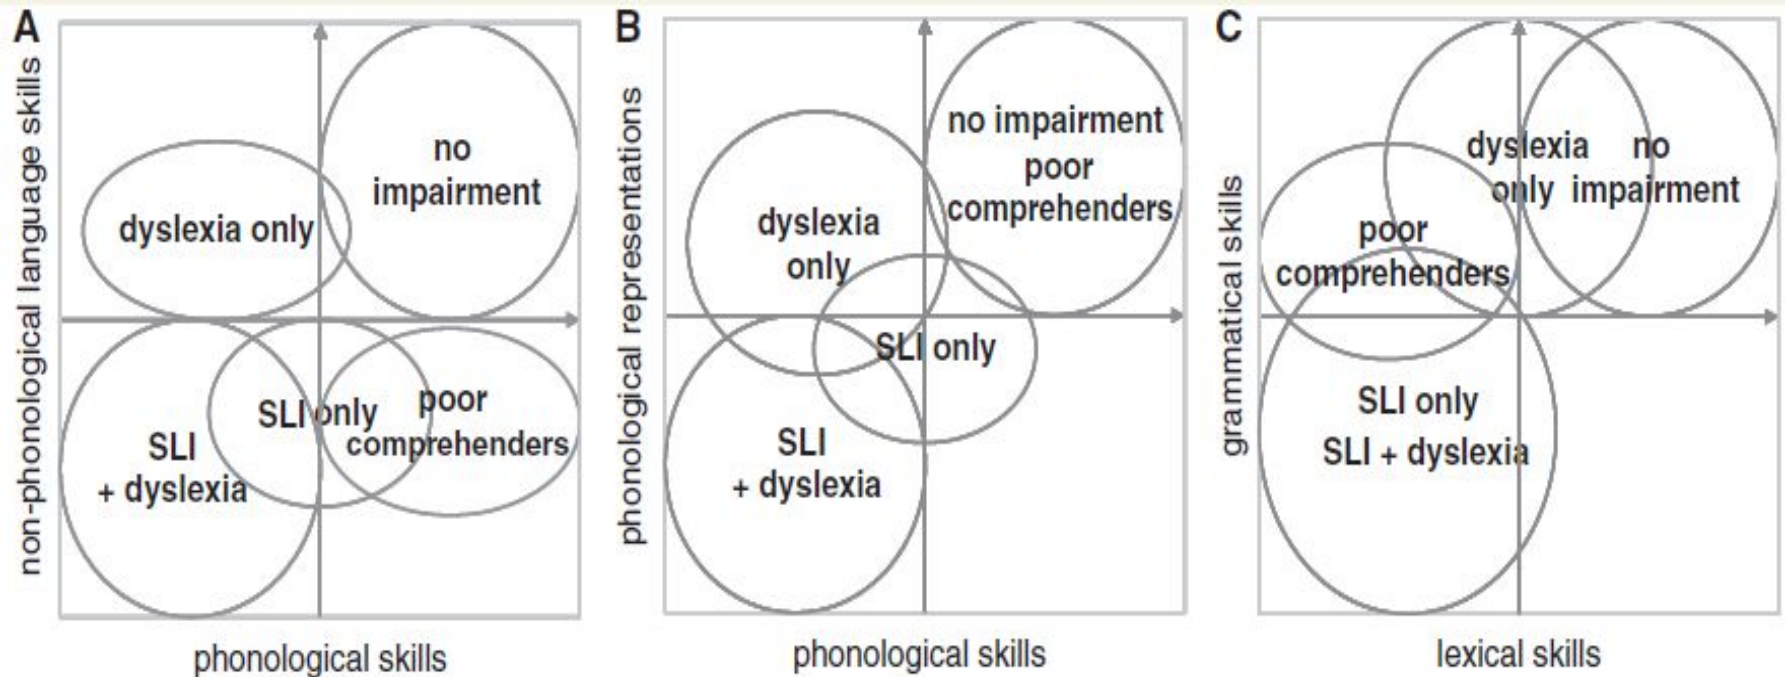 A
non-phonological language skills
no
impairment
dyslexia only
SLI only
poor
comprehenders
SLI
+ dyslexia
phonological skills
B
phonological representations
no impairment
poor
comprehenders
dyslexia
only
SLI only
SLI
+ dyslexia
phonological skills
C
grammatical skills
dyslexia
only
no
impairment
poor
comprehenders
SLI only
SLI + dyslexia
lexical skills